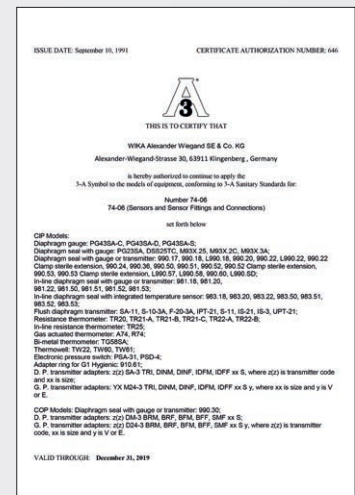 ISSUE DATE: September 10, 1991 CERTIFICATE AUTHORIZATION NUMBER: 646
A
3
®
THIS IS TO CERTIFY THAT
WIKA Alexander Wiegand SE & Co. KG
Alexander-Wiegand-Strasse 30, 63911 Klingenberg , Germany
is hereby authorized to continue to apply the
3-A Symbol to the models of equipment, conforming to 3-A Sanitary Standards for:
Number 74-06
74-06 (Sensors and Sensor Fittings and Connections)
set forth below
CIP Models:
Diaphragm gauge: PG43SA-C, PG43SA-D, PG43SA-S;
Diaphragm seal with gauge: PG23SA, DSS25TC, M93X.25, M93X.2C, M93X.3A;
Diaphragm seal with gauge or transmitter: 990.17, 990.18, L990.18, 990.20, 990.22, L990.22, 990.22
Clamp sterile extension, 990.24, 990.36, 990.50, 990.51, 990.52, 990.52 Clamp sterile extension,
990.53, 990.53 Clamp sterile extension, L990.57, L990.58, 990.60, L990.SD;
In-line diaphragm seal with gauge or transmitter: 981.18, 981.20,
981.22, 981.50, 981.51, 981.52, 981.53;
In-line diaphragm seal with integrated temperature sensor: 983.18, 983.20, 983.22, 983.50, 983.51,
983.52, 983.53;
Flush diaphragm transmitter: SA-11, S-10-3A, F-20-3A, IPT-21, S-11, IS-21, IS-3, UPT-21;
Resistance thermometer: TR20, TR21-A, TR21-B, TR21-C, TR22-A, TR22-B;
In-line resistance thermometer: TR25;
Gas actuated thermometer: A74, R74;
Bi-metal thermometer: TG58SA;
Thermowell: TW22, TW60, TW61;
Electronic pressure switch: PSA-31, PSD-4;
Adapter ring for G1 Hygienic: 910.61;
D. P. transmitter adapters: z(z) SA-3 TRI, DINM, DINF, IDFM, IDFF xx S, where z(z) is transmitter code
and xx is size;
G. P. transmitter adapters: YX M24-3 TRI, DINM, DINF, IDFM, IDFF xx S y, where xx is size and y is V
or E.
COP Models: Diaphragm seal with gauge or transmitter: 990.30;
D. P. transmitter adapters: z(z) DM-3 BRM, BRF, BFM, BFF, SMF xx S;
G. P. transmitter adapters: z(z) D24-3 BRM, BRF, BFM, BFF, SMF xx S y, where z(z) is transmitter
code, xx is size and y is V or E.
VALID THROUGH: December 31, 2019